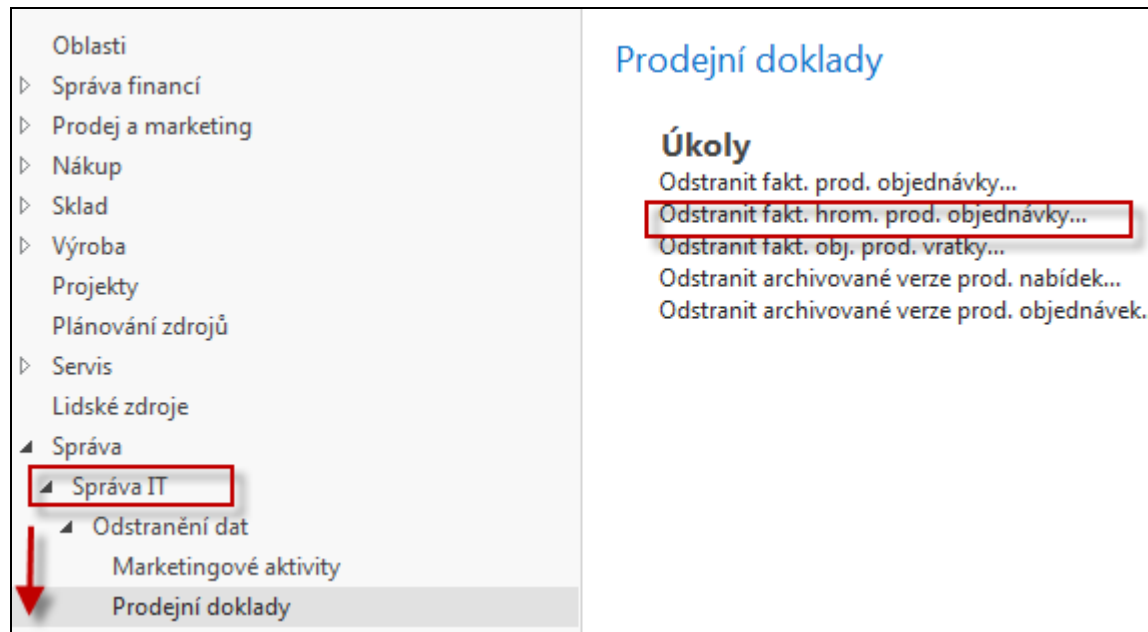 Oblasti
Správa financí
Prodej a marketing
Nákup
Sklad
Výroba
Projekty
Plánování zdrojů
Servis
Lidské zdroje
Správa
Správa IT
Odstranění dat
Marketingové aktivity
Prodejní doklady
Prodejní doklady
Úkoly
Odstranit fakt. prod. objednávky...
Odstranit fakt. hrom. prod. objednávky...
Odstranit fakt. obj. prod. vratky...
Odstranit archivované verze prod. nabídek...
Odstranit archivované verze prod. objednávek.